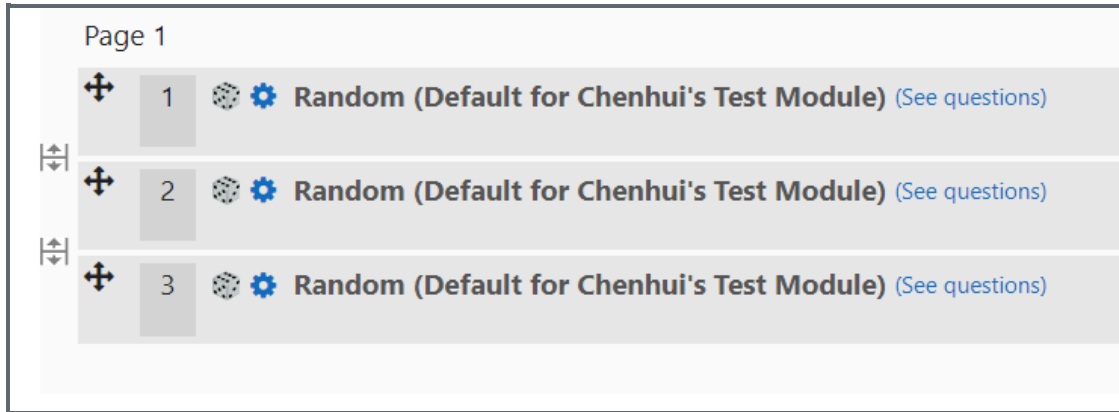 Page 1
1 Random (Default for Chenhui's Test Module) (See questions)
2 Random (Default for Chenhui's Test Module) (See questions)
3 Random (Default for Chenhui's Test Module) (See questions)